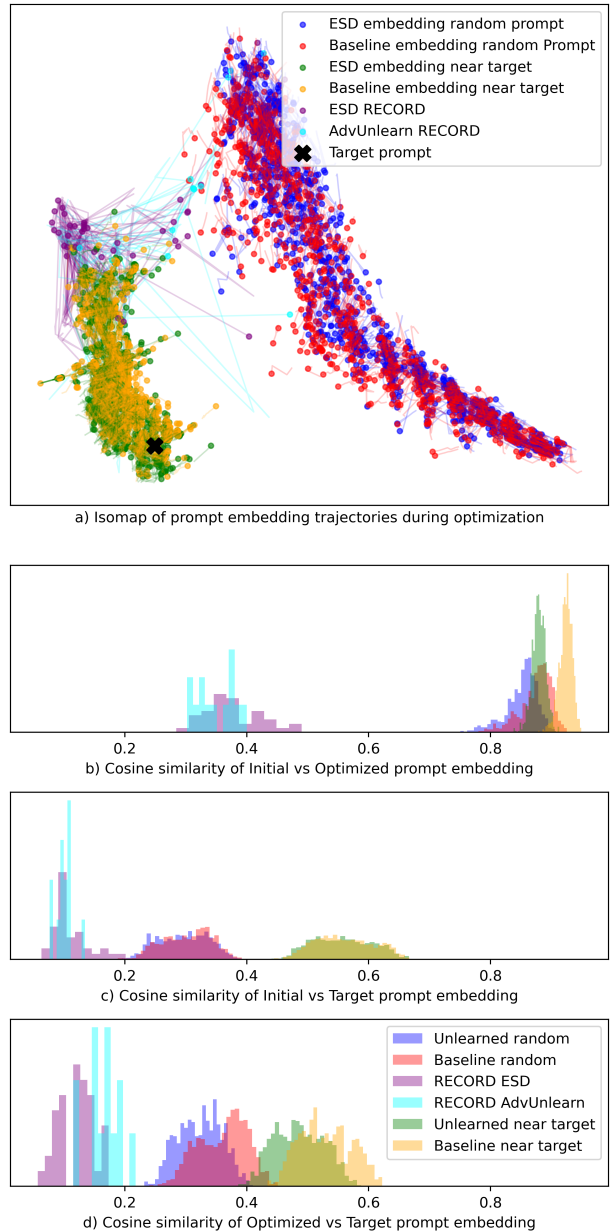 ESD embedding random prompt
Baseline embedding random Prompt
ESD embedding near target
Baseline embedding near target
ESD RECORD
AdvUnlearn RECORD
Target prompt
a) Isomap of prompt embedding trajectories during optimization
0.2 0.4 0.6 0.8
b) Cosine similarity of Initial vs Optimized prompt embedding
0.2 0.4 0.6 0.8
c) Cosine similarity of Initial vs Target prompt embedding
Unlearned random
Baseline random
RECORD ESD
RECORD AdvUnlearn
Unlearned near target
Baseline near target
0.2 0.4 0.6 0.8
d) Cosine similarity of Optimized vs Target prompt embedding